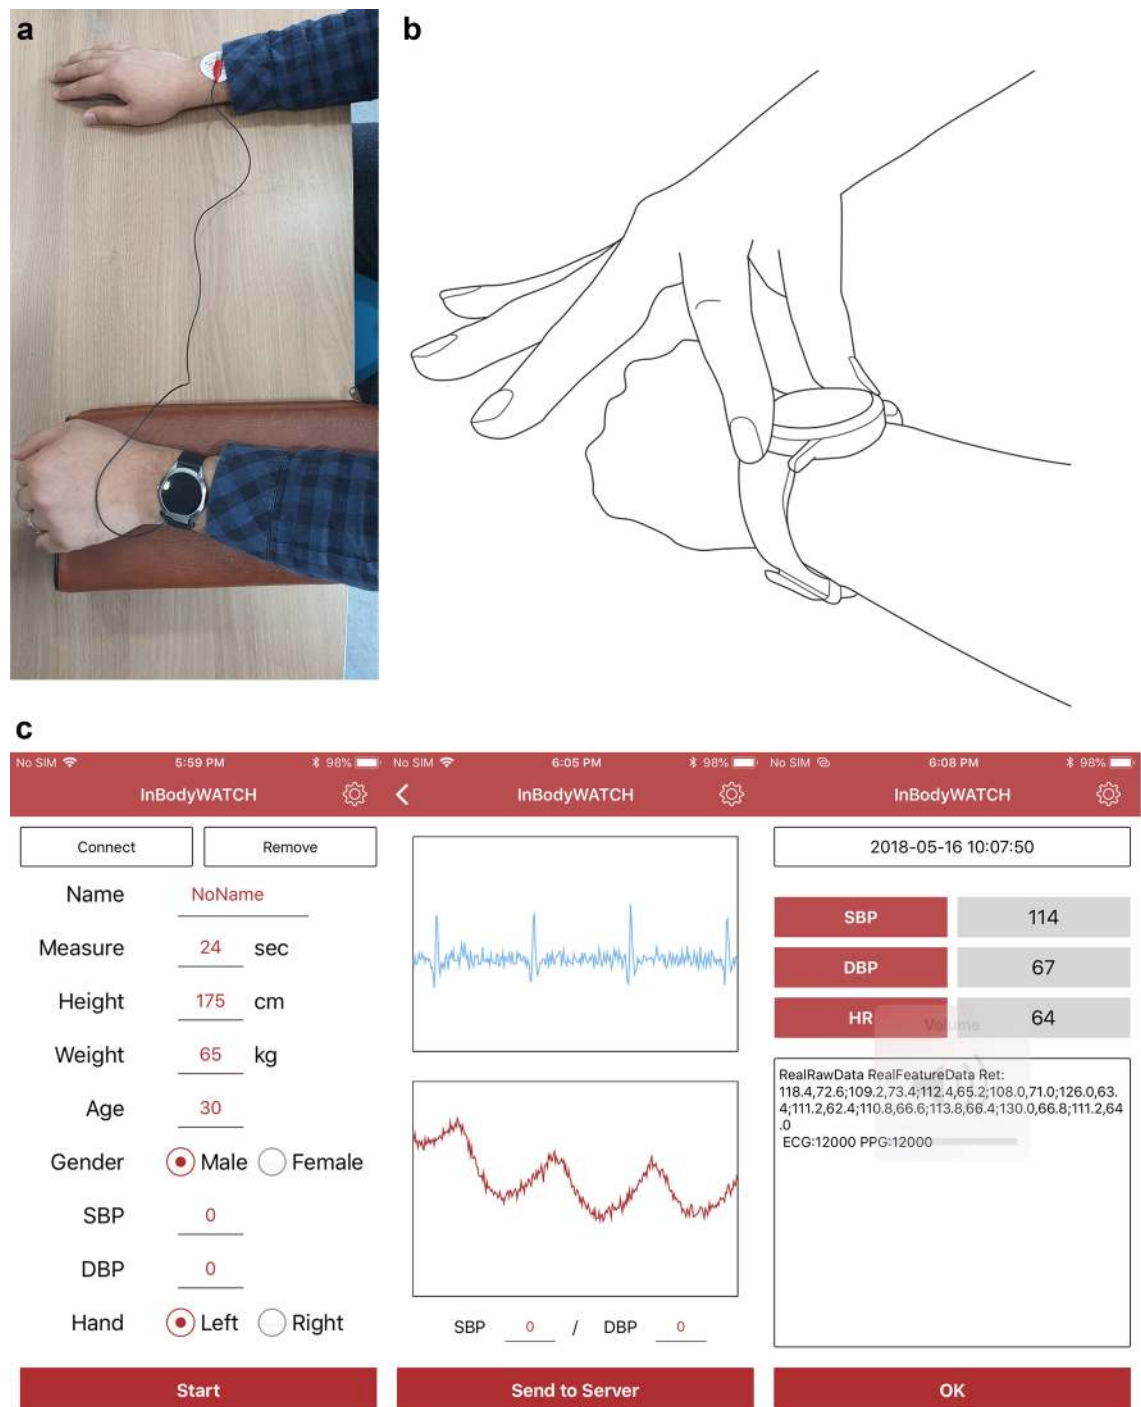 a
b
c
No SIM 5:59 PM 98%
InBodyWATCH
Connect Remove
Name NoName
Measure 24 sec
Height 175 cm
Weight 65 kg
Age 30
Gender Male Female
SBP 0
DBP 0
Hand Left Right
Start
No SIM 6:05 PM 98%
InBodyWATCH
SBP 0 / DBP 0
Send to Server
No SIM 6:08 PM 98%
InBodyWATCH
2018-05-16 10:07:50
SBP 114
DBP 67
HR 64
Volume
RealRawData RealFeatureData Ret:
118.4,72.6;109.2,73.4;112.4,65.2;108.0,71.0;126.0,63.
4;111.2,62.4;110.8,66.6;113.8,66.4;130.0,66.8;111.2,64
.0
ECG:12000 PPG:12000
OK